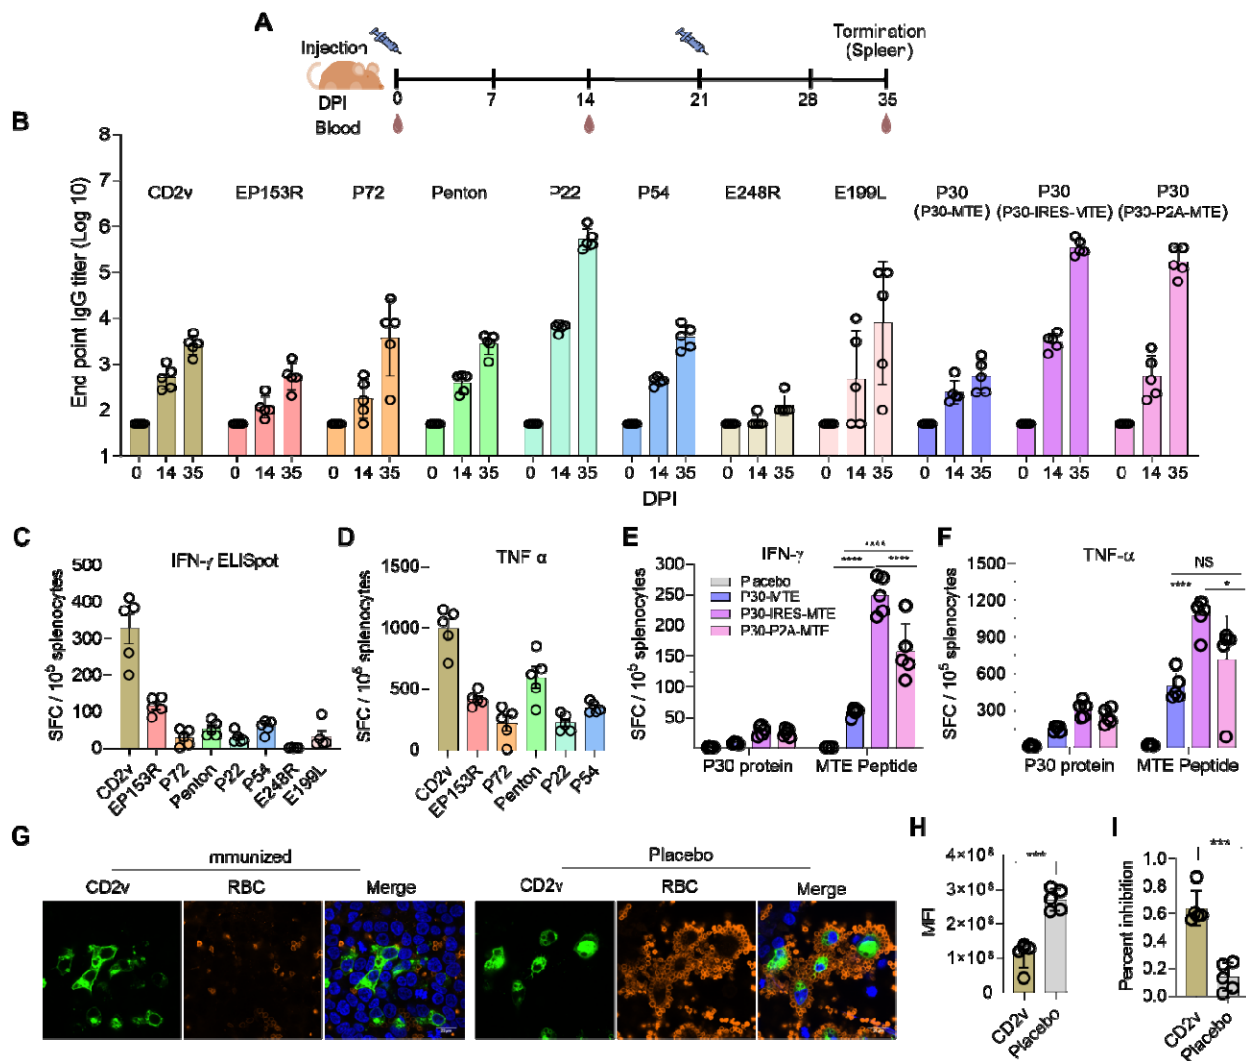 A
Injection
Termiration
(Spleer)
DPI
0 7 14 21 28 35
Blood
B
End point IgG titer (Log 10)
8
7
6
5
4
3
2
1
CD2v EP153R P72 Penton P22 P54 E248R E199L P30 P30 P30
(P30-MTE) (P30-IRES-MTE) (P30-P2A-MTE)
0 14 35 0 14 35 0 14 35 0 14 35 0 14 35 0 14 35 0 14 35 0 14 35 0 14 35 0 14 35 0 14 35
DPI
C
IFN-γ ELISpot
SFC / 10⁵ splenocytes
500
400
300
200
100
0
CD2v
EP153R
P72
Penton
P22
P54
E248R
E199L
D
TNF α
SFC / 10⁶ splenocytes
1500
1000
500
0
CD2v
EP153R
P72
Penton
P22
P54
E
IFN-γ
SFC / 10⁵ splenocytes
300
250
200
150
100
50
Placebo
P30-MTE
P30-IRES-MTE
P30-P2A-MTE
****
**** ****
P30 protein MTE Peptide
F
TNF-α
SFC / 10⁶ splenocytes
1500
1200
900
600
300
NS
**** *
P30 protein MTE Peptide
G
mmunized Placebo
CD2v RBC Merge CD2v RBC Merge
H
MFI
4×10⁸
3×10⁸
2×10⁸
1×10⁸
0
****
CD2v
Placebo
I
Percent inhibition
1.0
0.8
0.6
0.2
0.0
***
CD2v
Placebo